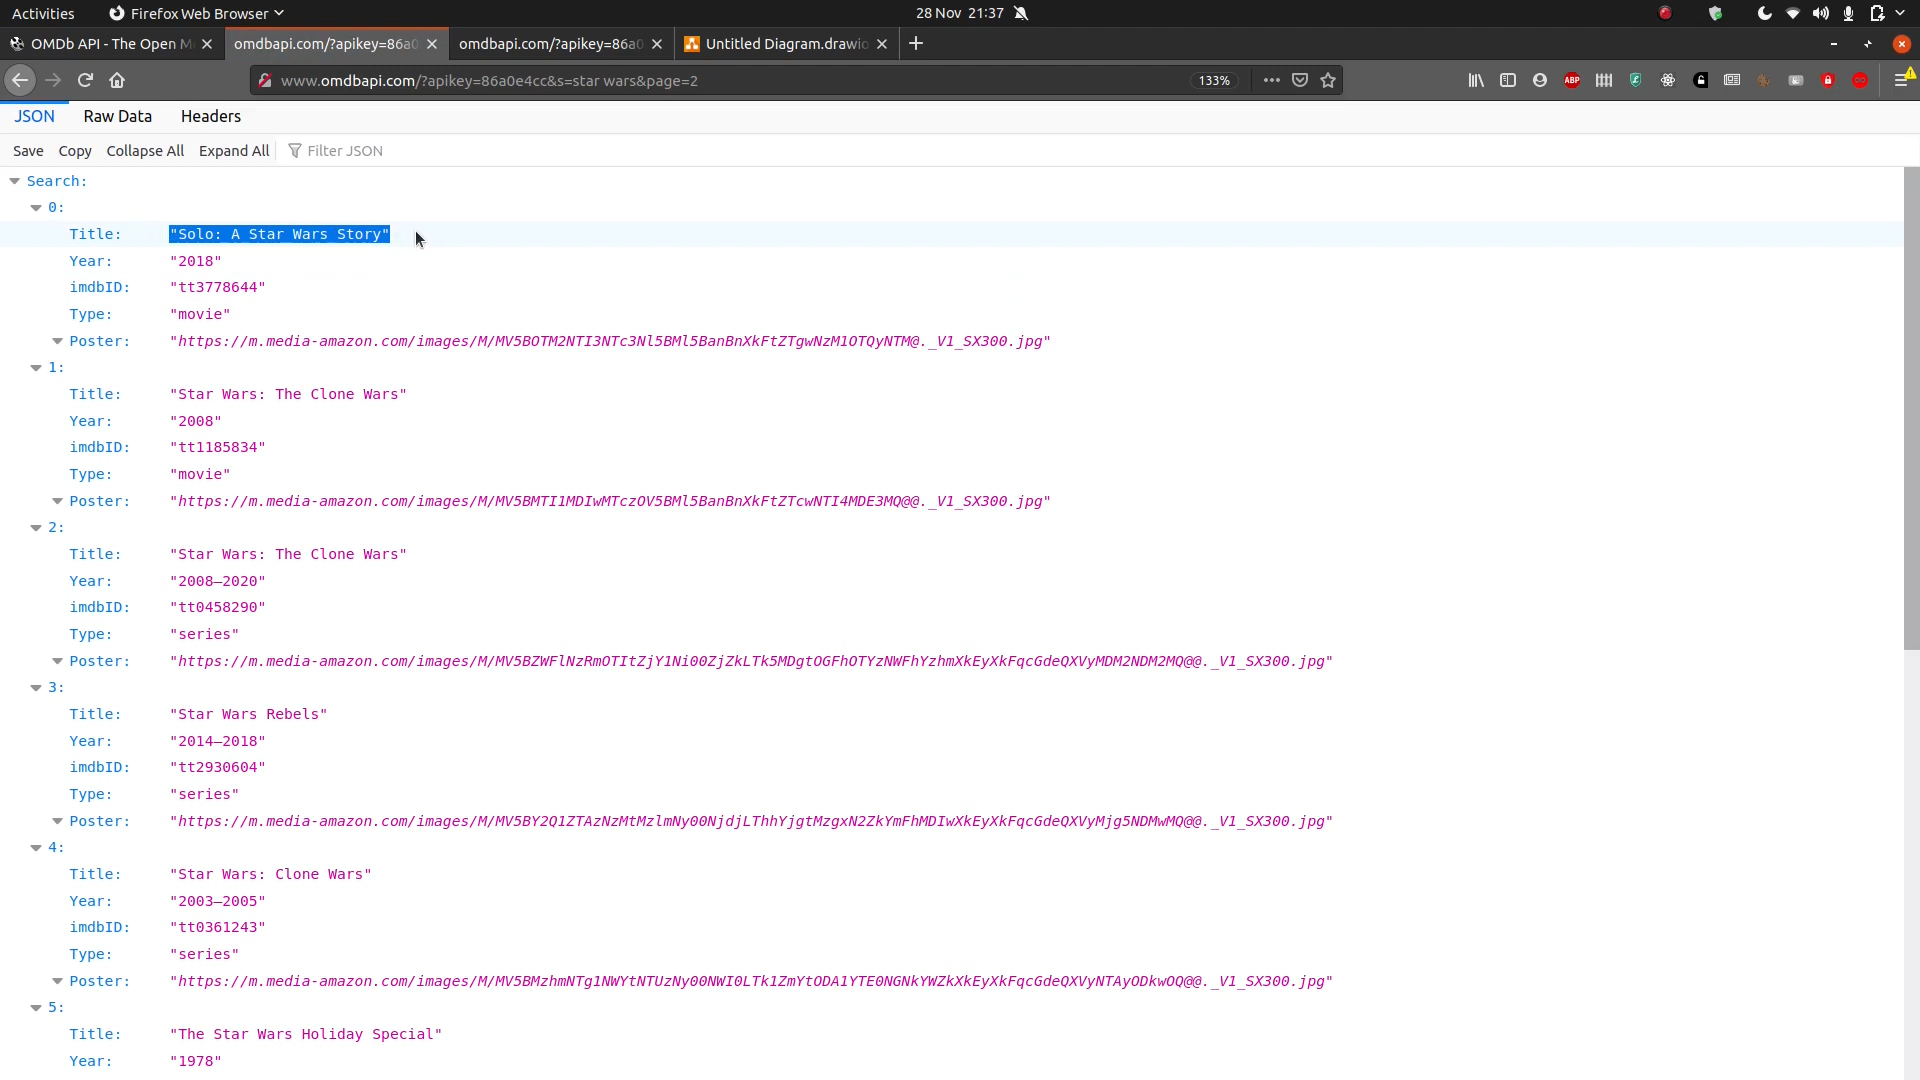 Activities Firefox Web Browser 28 Nov 21:37
OMDb API - The Open M omdbapi.com/?apikey=86a0 omdbapi.com/?apikey=86a0 Untitled Diagram.drawio
www.omdbapi.com/?apikey=86a0e4cc&s=star wars&page=2 133% ABP
JSON Raw Data Headers
Save Copy Collapse All Expand All Filter JSON
Search:
0:
Title: "Solo: A Star Wars Story"
Year: "2018"
imdbID: "tt3778644"
Type: "movie"
Poster: "https://m.media-amazon.com/images/M/MV5BOTM2NTI3NTc3Nl5BMl5BanBnXkFtZTgwNzM1OTQyNTM@._V1_SX300.jpg"
1:
Title: "Star Wars: The Clone Wars"
Year: "2008"
imdbID: "tt1185834"
Type: "movie"
Poster: "https://m.media-amazon.com/images/M/MV5BMTI1MDIwMTczOV5BMl5BanBnXkFtZTcwNTI4MDE3MQ@@._V1_SX300.jpg"
2:
Title: "Star Wars: The Clone Wars"
Year: "2008–2020"
imdbID: "tt0458290"
Type: "series"
Poster: "https://m.media-amazon.com/images/M/MV5BZWFlNzRmOTItZjY1Ni00ZjZkLTk5MDgtOGFhOTYzNWFhYzhmXkEyXkFqcGdeQXVyMDM2NDM2MQ@@._V1_SX300.jpg"
3:
Title: "Star Wars Rebels"
Year: "2014–2018"
imdbID: "tt2930604"
Type: "series"
Poster: "https://m.media-amazon.com/images/M/MV5BY2Q1ZTAzNzMtMzlmNy00NjdjLThhYjgtMzgxN2ZkYmFhMDIwXkEyXkFqcGdeQXVyMjg5NDMwMQ@@._V1_SX300.jpg"
4:
Title: "Star Wars: Clone Wars"
Year: "2003–2005"
imdbID: "tt0361243"
Type: "series"
Poster: "https://m.media-amazon.com/images/M/MV5BMzhmNTg1NWYtNTUzNy00NWI0LTk1ZmYtODA1YTE0NGNkYWZkXkEyXkFqcGdeQXVyNTAyODkwOQ@@._V1_SX300.jpg"
5:
Title: "The Star Wars Holiday Special"
Year: "1978"